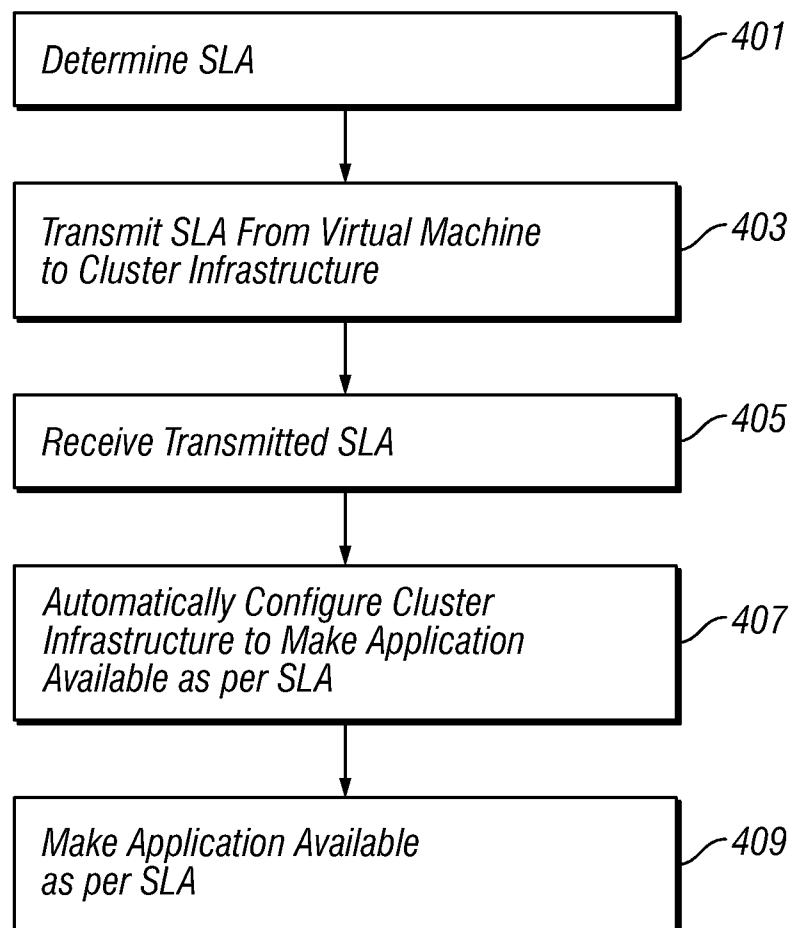 Determine SLA
401
Transmit SLA From Virtual Machine
to Cluster Infrastructure
403
Receive Transmitted SLA
405
Automatically Configure Cluster
Infrastructure to Make Application
Available as per SLA
407
Make Application Available
as per SLA
409